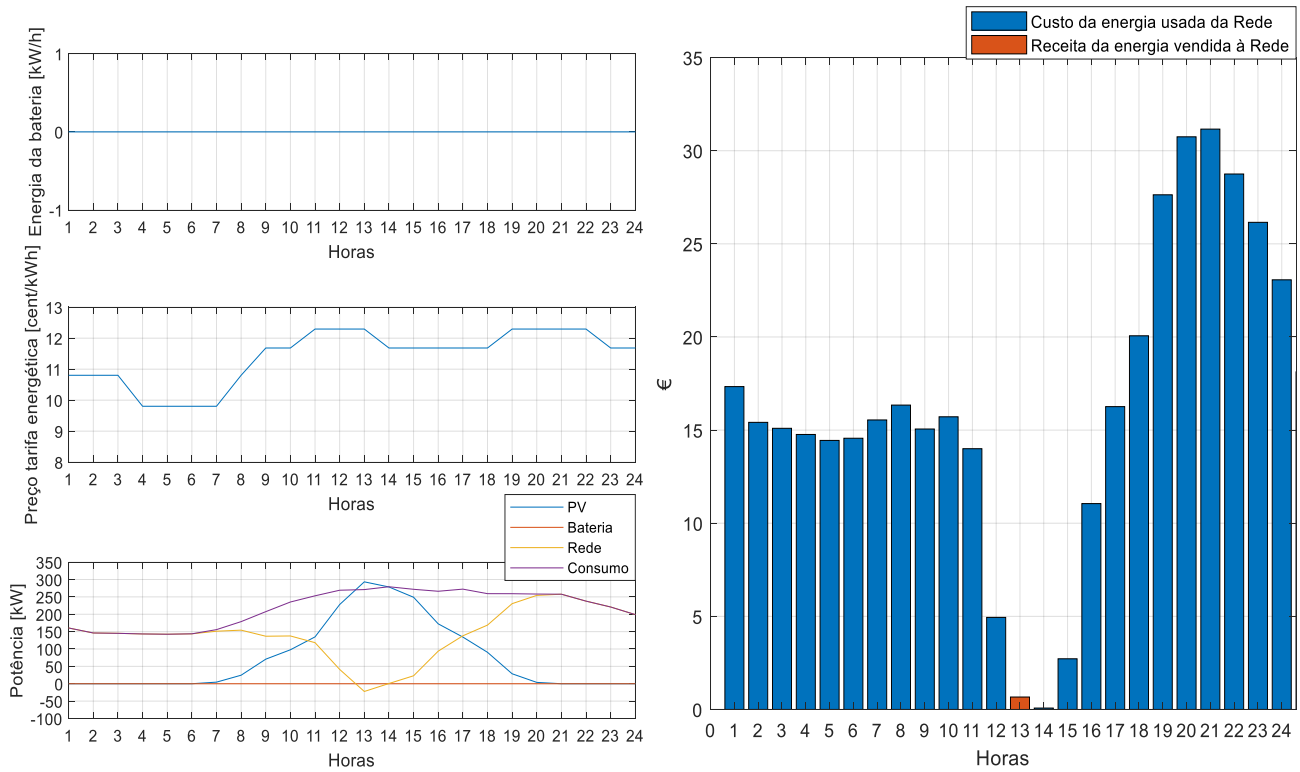 Energia da bateria [kW/h]
1
0
-1
1 2 3 4 5 6 7 8 9 10 11 12 13 14 15 16 17 18 19 20 21 22 23 24
Horas
Preço tarifa energética [cent/kWh]
13
12
11
10
9
8
1 2 3 4 5 6 7 8 9 10 11 12 13 14 15 16 17 18 19 20 21 22 23 24
Horas
PV
Bateria
Rede
Consumo
Potência [kW]
350
300
250
200
150
100
50
0
-50
-100
1 2 3 4 5 6 7 8 9 10 11 12 13 14 15 16 17 18 19 20 21 22 23 24
Horas
Custo da energia usada da Rede
Receita da energia vendida à Rede
€
35
30
25
20
15
10
5
0
0 1 2 3 4 5 6 7 8 9 10 11 12 13 14 15 16 17 18 19 20 21 22 23 24
Horas